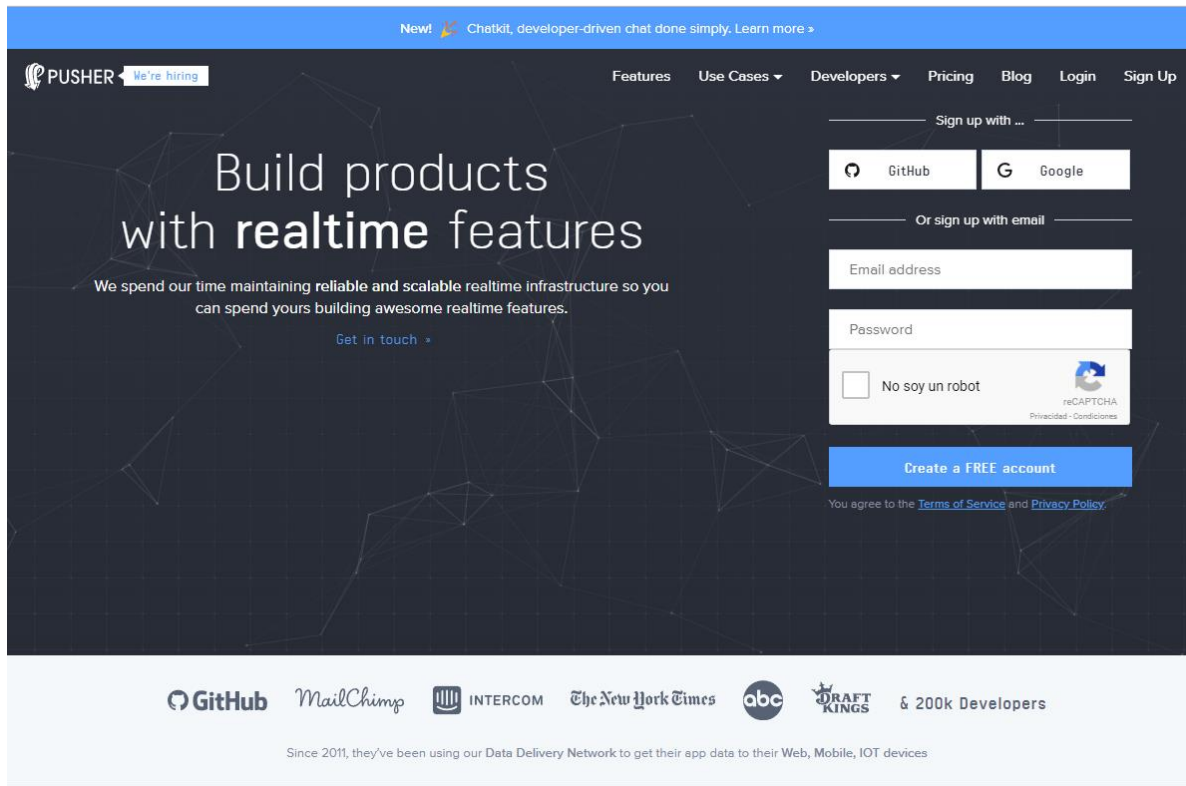 New! Chatkit, developer-driven chat done simply. Learn more »
PUSHER We're hiring Features Use Cases Developers Pricing Blog Login Sign Up
Sign up with ...
GitHub Google
Or sign up with email
Email address
Password
No soy un robot
reCAPTCHA
Privacidad - Condiciones
Create a FREE account
You agree to the Terms of Service and Privacy Policy.
Build products
with realtime features
We spend our time maintaining reliable and scalable realtime infrastructure so you
can spend yours building awesome realtime features.
Get in touch »
GitHub MailChimp INTERCOM The New York Times abc DRAFT KINGS & 200k Developers
Since 2011, they've been using our Data Delivery Network to get their app data to their Web, Mobile, IOT devices